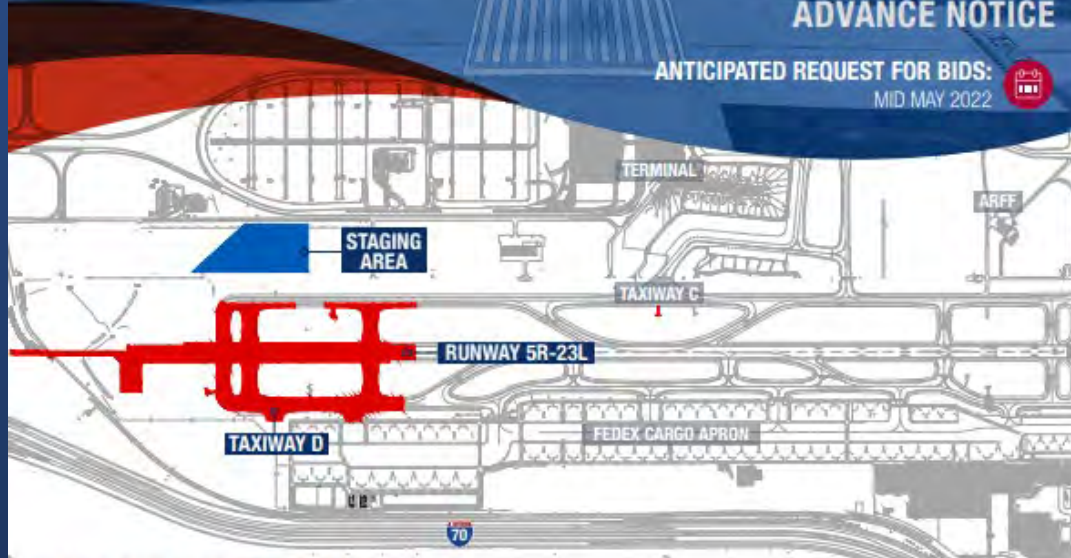 ADVANCE NOTICE
ANTICIPATED REQUEST FOR BIDS:
MID MAY 2022
TERMINAL
ARFF
STAGING
AREA
TAXIWAY C
RUNWAY 5R-23L
TAXIWAY D
FEDEX CARGO APRON
70